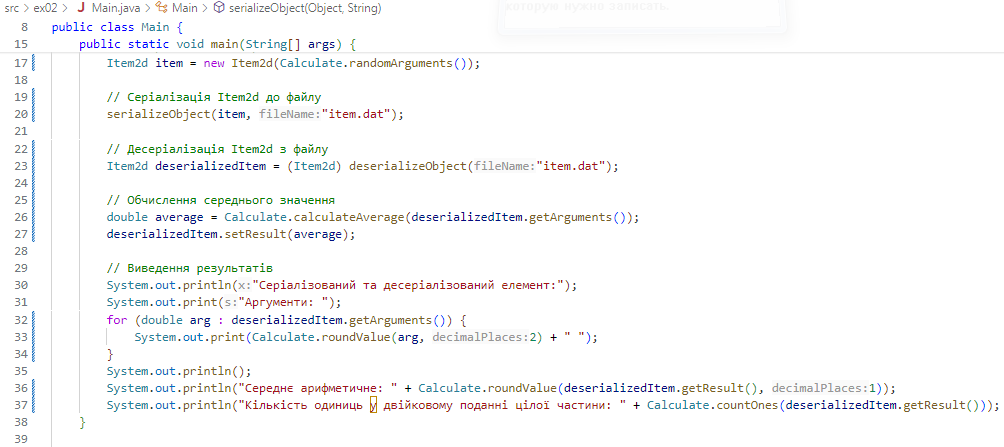 src > ex02 > J Main.java > Main > serializeObject(Object, String)
которую нужно записать.
8 public class Main {
15 public static void main(String[] args) {
17 Item2d item = new Item2d(Calculate.randomArguments());
18
19 // Серіалізація Item2d до файлу
20 serializeObject(item, fileName:"item.dat");
21
22 // Десеріалізація Item2d з файлу
23 Item2d deserializedItem = (Item2d) deserializeObject(fileName:"item.dat");
24
25 // Обчислення середнього значення
26 double average = Calculate.calculateAverage(deserializedItem.getArguments());
27 deserializedItem.setResult(average);
28
29 // Виведення результатів
30 System.out.println(x:"Серіалізований та десеріалізований елемент:");
31 System.out.print(s:"Аргументи: ");
32 for (double arg : deserializedItem.getArguments()) {
33 System.out.print(Calculate.roundValue(arg, decimalPlaces:2) + " ");
34 }
35 System.out.println();
36 System.out.println("Середнє арифметичне: " + Calculate.roundValue(deserializedItem.getResult(), decimalPlaces:1));
37 System.out.println("Кількість одиниць у двійковому поданні цілої частини: " + Calculate.countOnes(deserializedItem.getResult()));
38 }
39